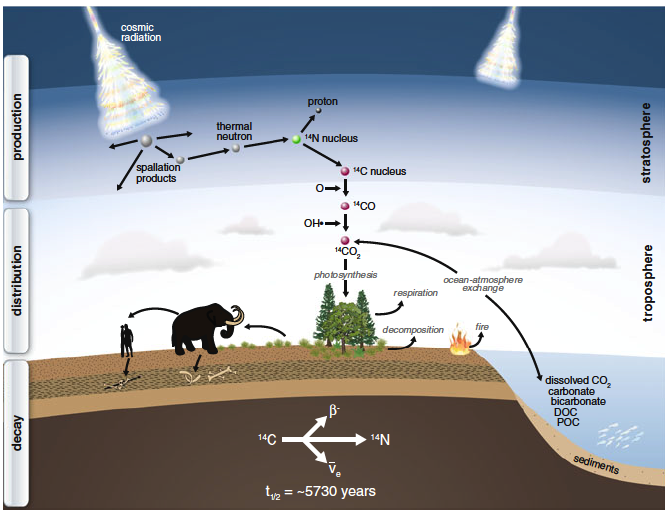 cosmic
radiation
production
stratosphere
proton
thermal
neutron
¹⁴N nucleus
spallation
products
¹⁴C nucleus
O
¹⁴CO
OH•
¹⁴CO₂
distribution
troposphere
photosynthesis
ocean-atmosphere
exchange
respiration
decomposition
fire
decay
dissolved CO₂
carbonate
bicarbonate
DOC
POC
sediments
β-
¹⁴C
¹⁴N
ν̅ₑ
t₁/₂ = ~5730 years